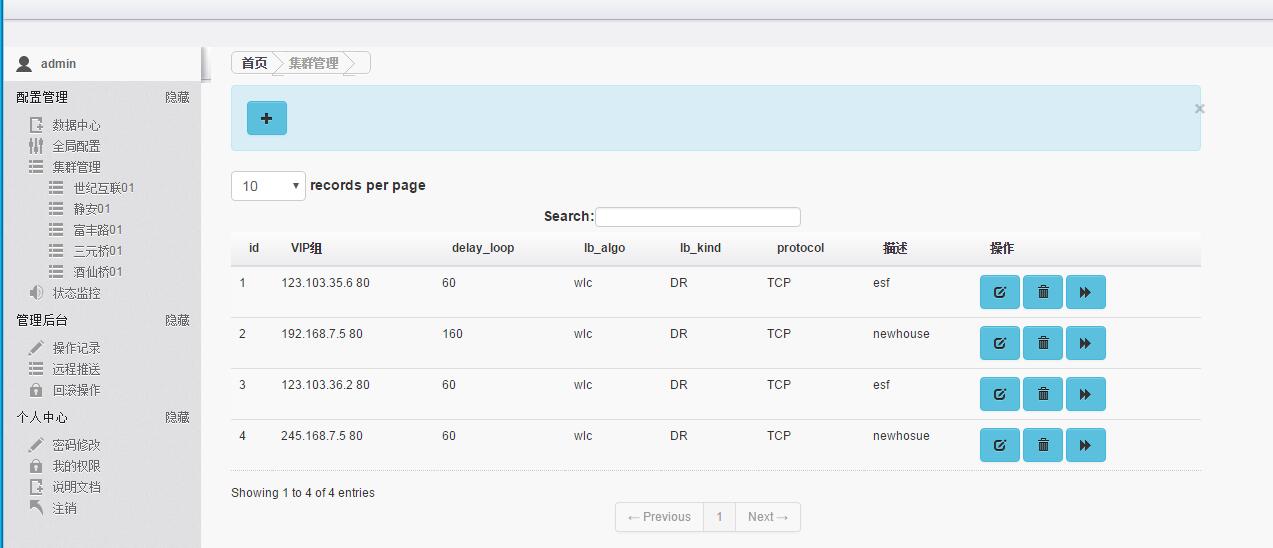 admin
配置管理 隐藏
数据中心
全局配置
集群管理
世纪互联01
静安01
富丰路01
三元桥01
酒仙桥01
状态监控
管理后台 隐藏
操作记录
远程推送
回滚操作
个人中心 隐藏
密码修改
我的权限
说明文档
注销
首页 集群管理
×
10 records per page
Search:
id VIP组 delay_loop lb_algo lb_kind protocol 描述 操作
1 123.103.35.6 80 60 wlc DR TCP esf
2 192.168.7.5 80 160 wlc DR TCP newhouse
3 123.103.36.2 80 60 wlc DR TCP esf
4 245.168.7.5 80 60 wlc DR TCP newhosue
Showing 1 to 4 of 4 entries
← Previous 1 Next →